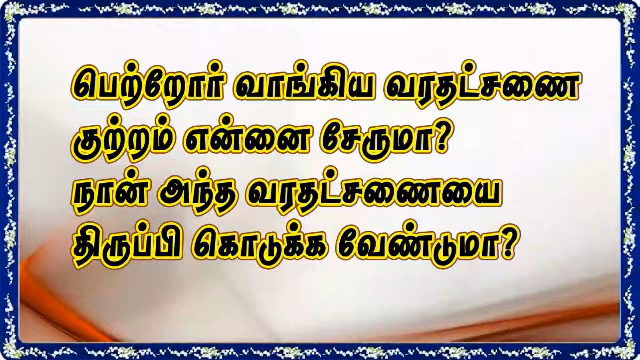 பெற்றோர் வாங்கிய வரதட்சணை
குற்றம் என்னை சேருமா?
நான் அந்த வரதட்சணையை
திருப்பி கொடுக்க வேண்டுமா?